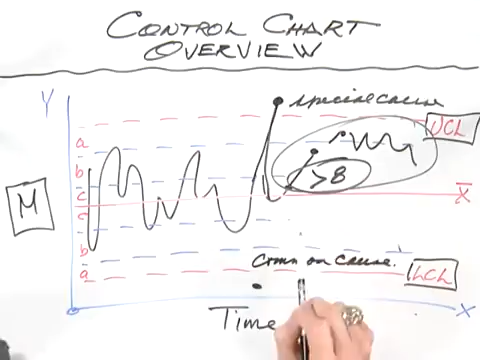 CONTROL CHART
OVERVIEW
Y
special cause
UCL
a
b
>8
M
c
X̿
c
b
common cause.
a
LCL
Time
X